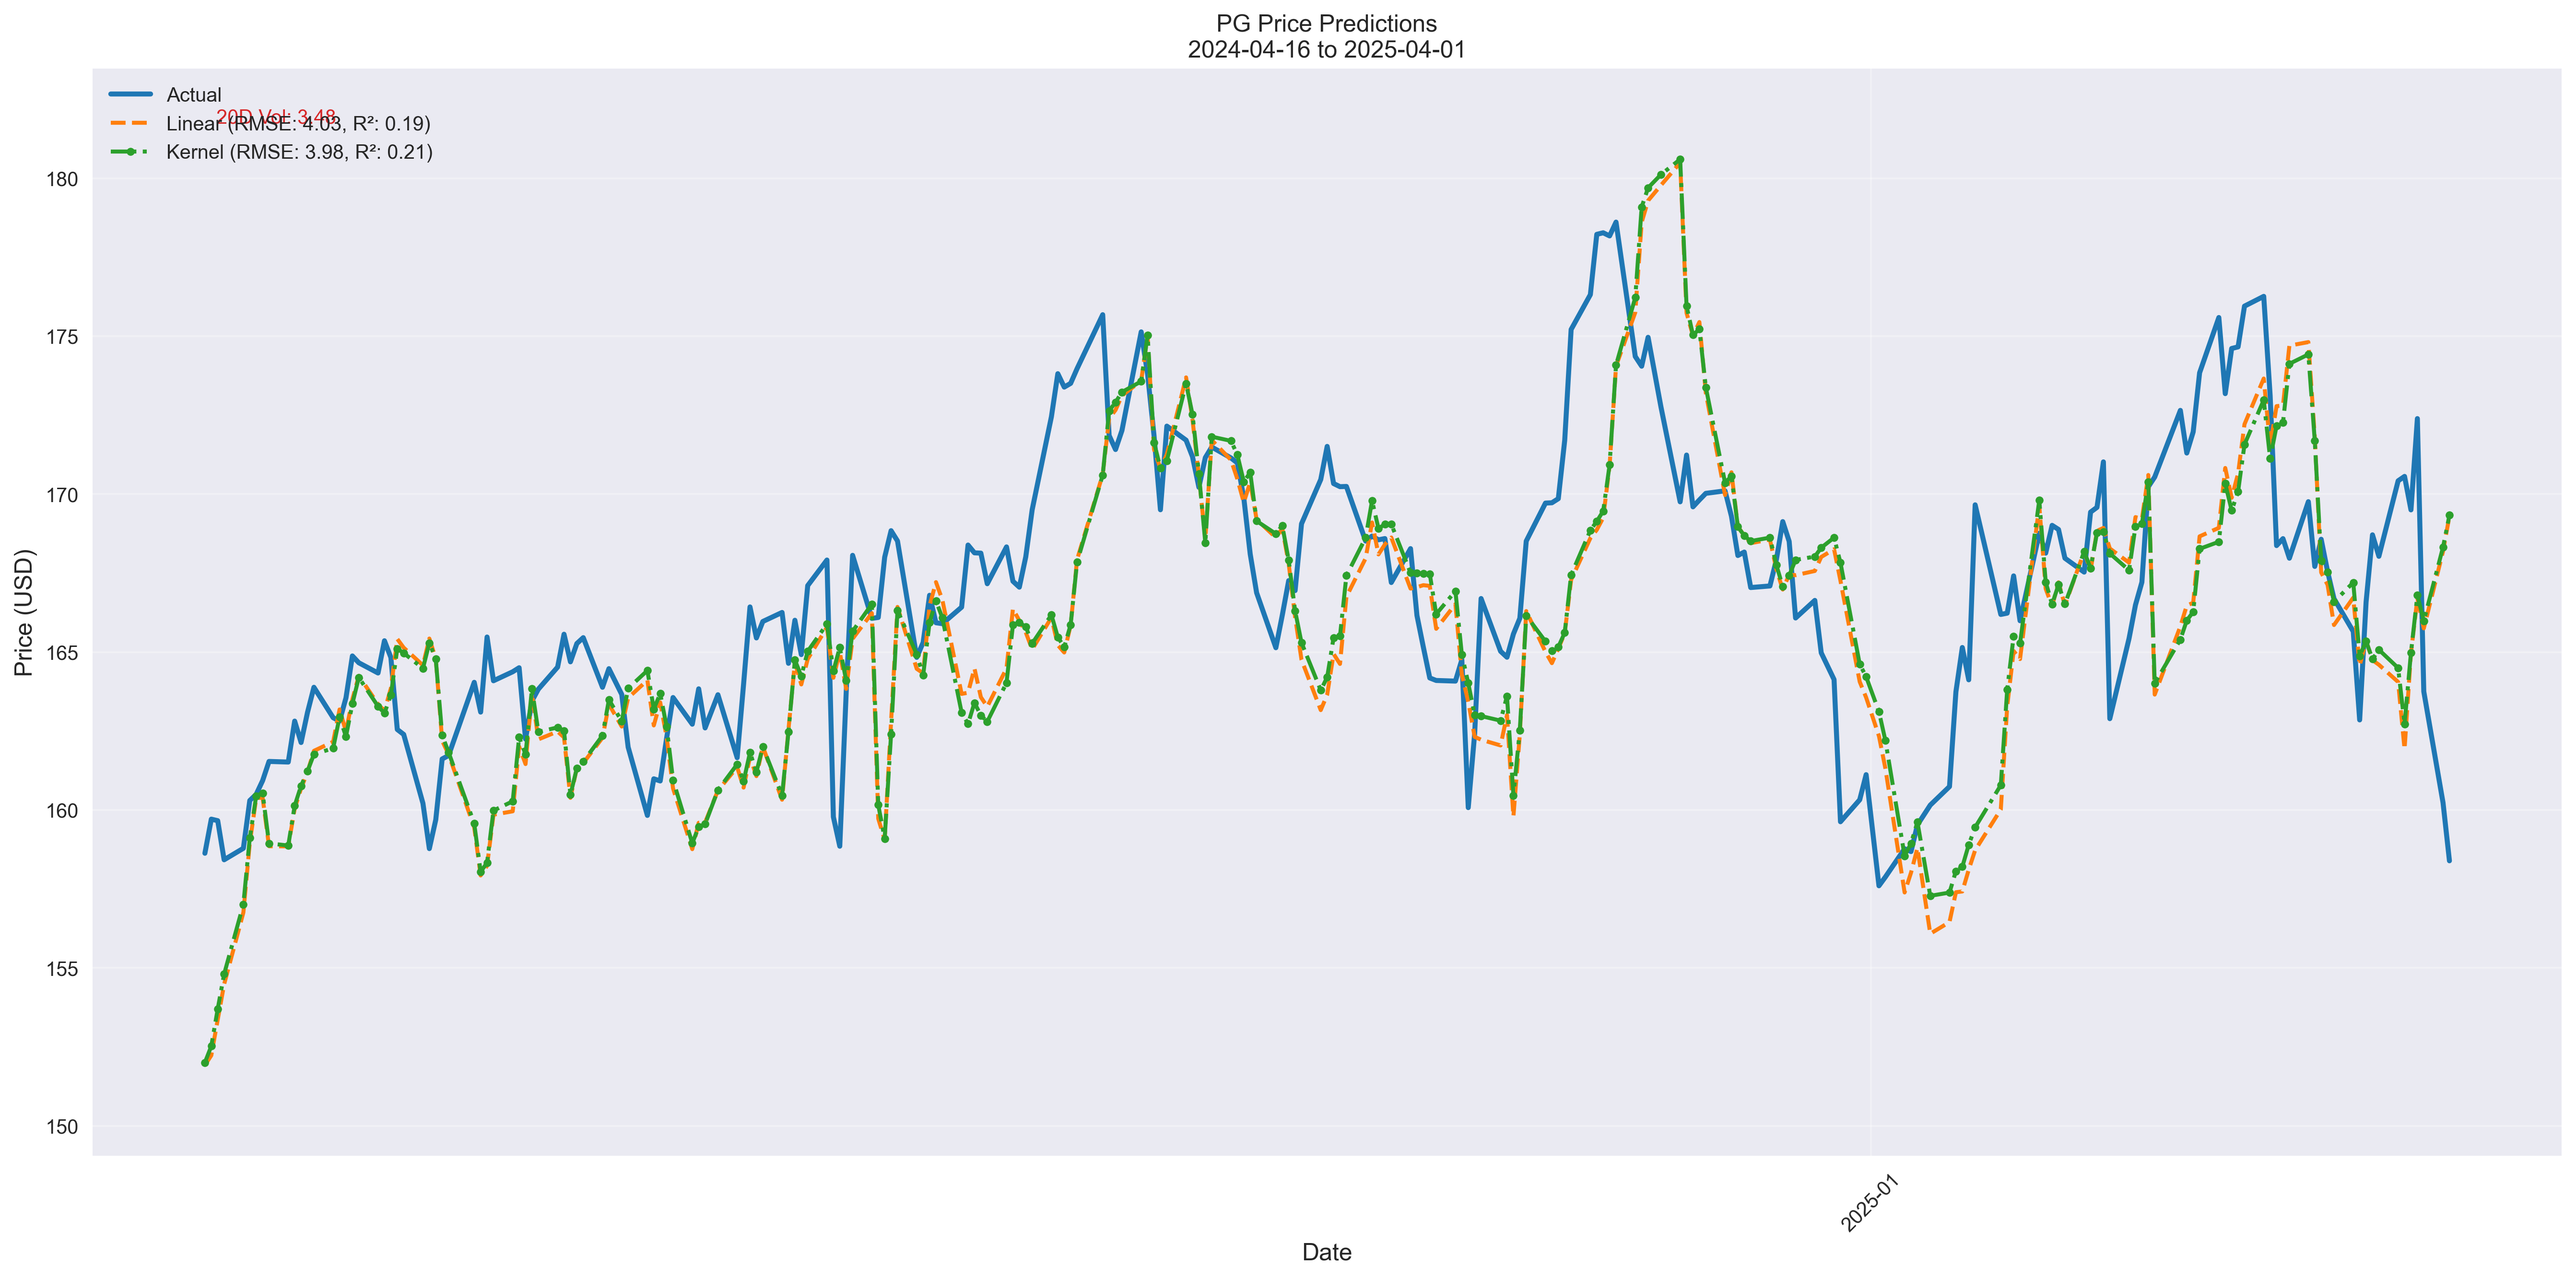 PG Price Predictions
2024-04-16 to 2025-04-01
Actual
20D Vol: 3.48
Linear (RMSE: 4.03, R²: 0.19)
Kernel (RMSE: 3.98, R²: 0.21)
180
175
170
165
160
155
150
Price (USD)
2025-01
Date